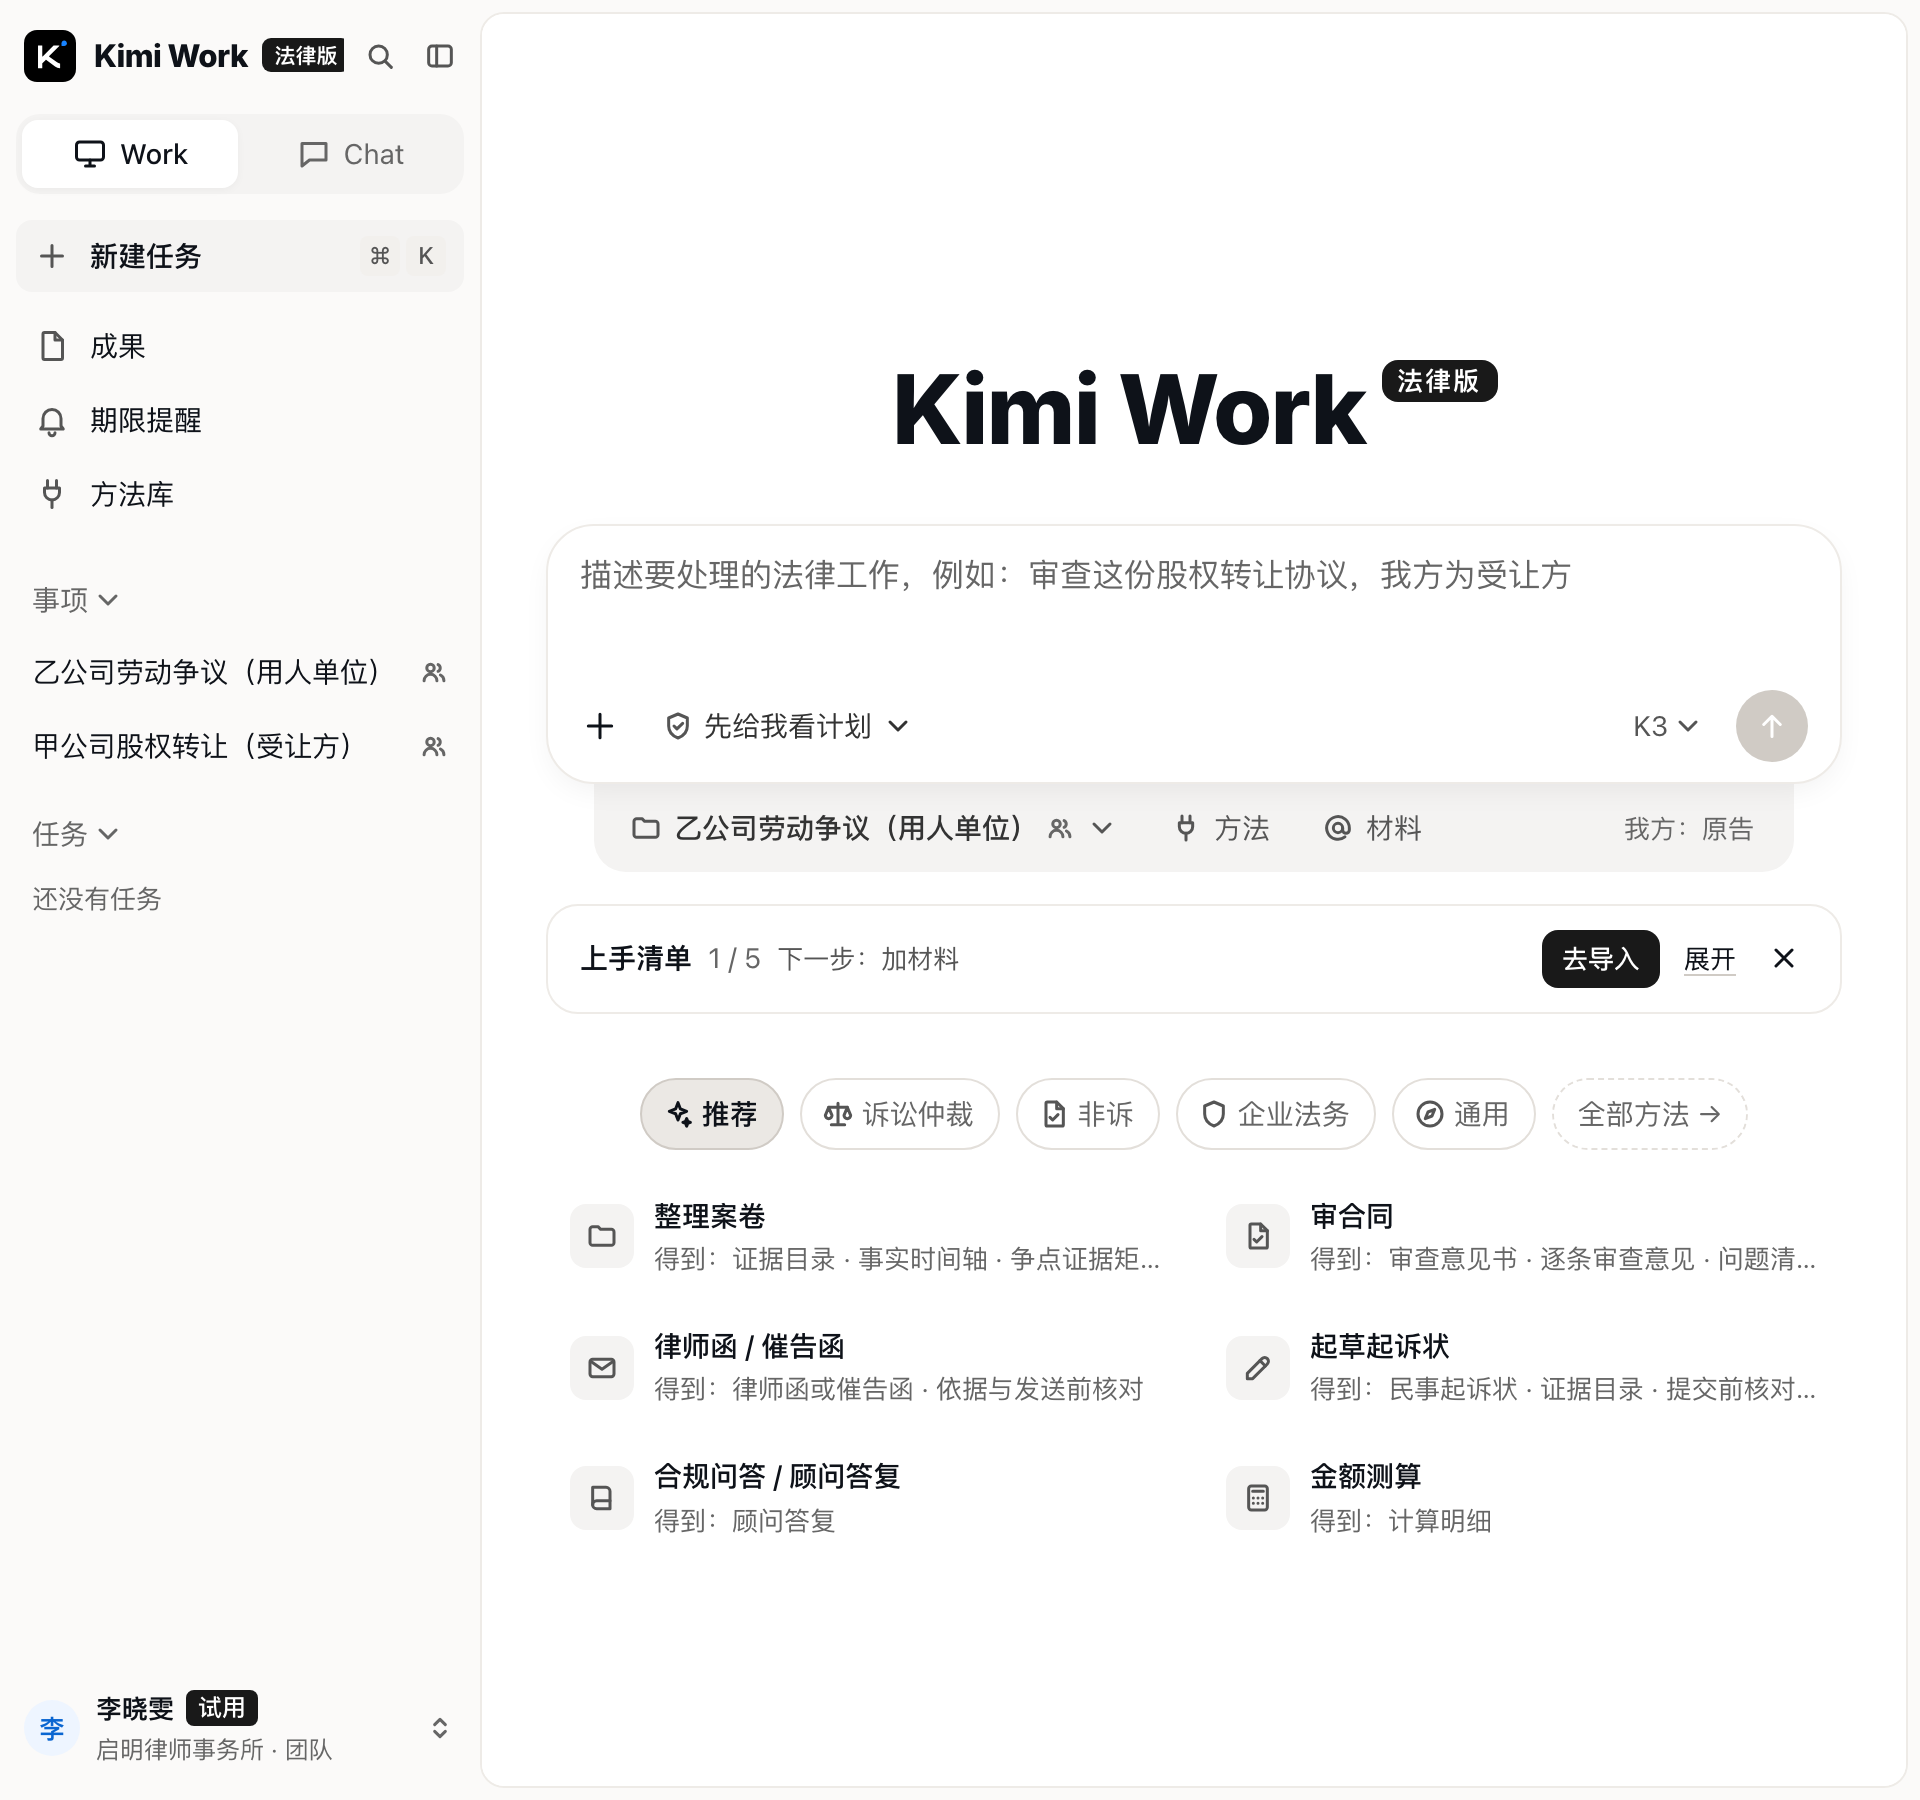 Kimi Work 法律版
Work
Chat
新建任务 ⌘ K
成果
期限提醒
方法库
事项
乙公司劳动争议（用人单位）
甲公司股权转让（受让方）
任务
还没有任务
李
李晓雯 试用
启明律师事务所 · 团队
Kimi Work 法律版
描述要处理的法律工作，例如：审查这份股权转让协议，我方为受让方
先给我看计划
K3
乙公司劳动争议（用人单位）
方法
材料
我方：原告
上手清单 1 / 5 下一步：加材料
去导入
展开
推荐
诉讼仲裁
非诉
企业法务
通用
全部方法 →
整理案卷
得到：证据目录 · 事实时间轴 · 争点证据矩...
审合同
得到：审查意见书 · 逐条审查意见 · 问题清...
律师函 / 催告函
得到：律师函或催告函 · 依据与发送前核对
起草起诉状
得到：民事起诉状 · 证据目录 · 提交前核对...
合规问答 / 顾问答复
得到：顾问答复
金额测算
得到：计算明细